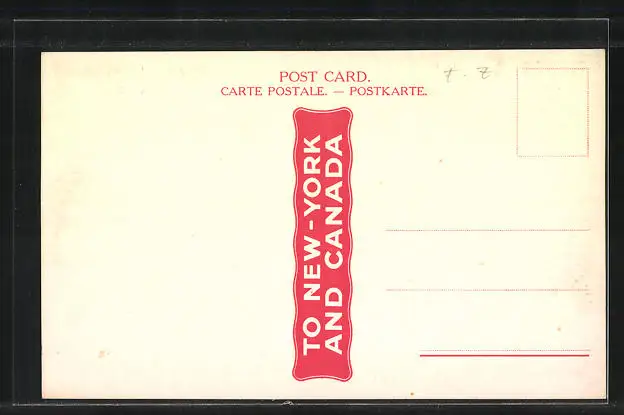 POST CARD.
CARTE POSTALE. — POSTKARTE.
TO NEW-YORK
AND CANADA